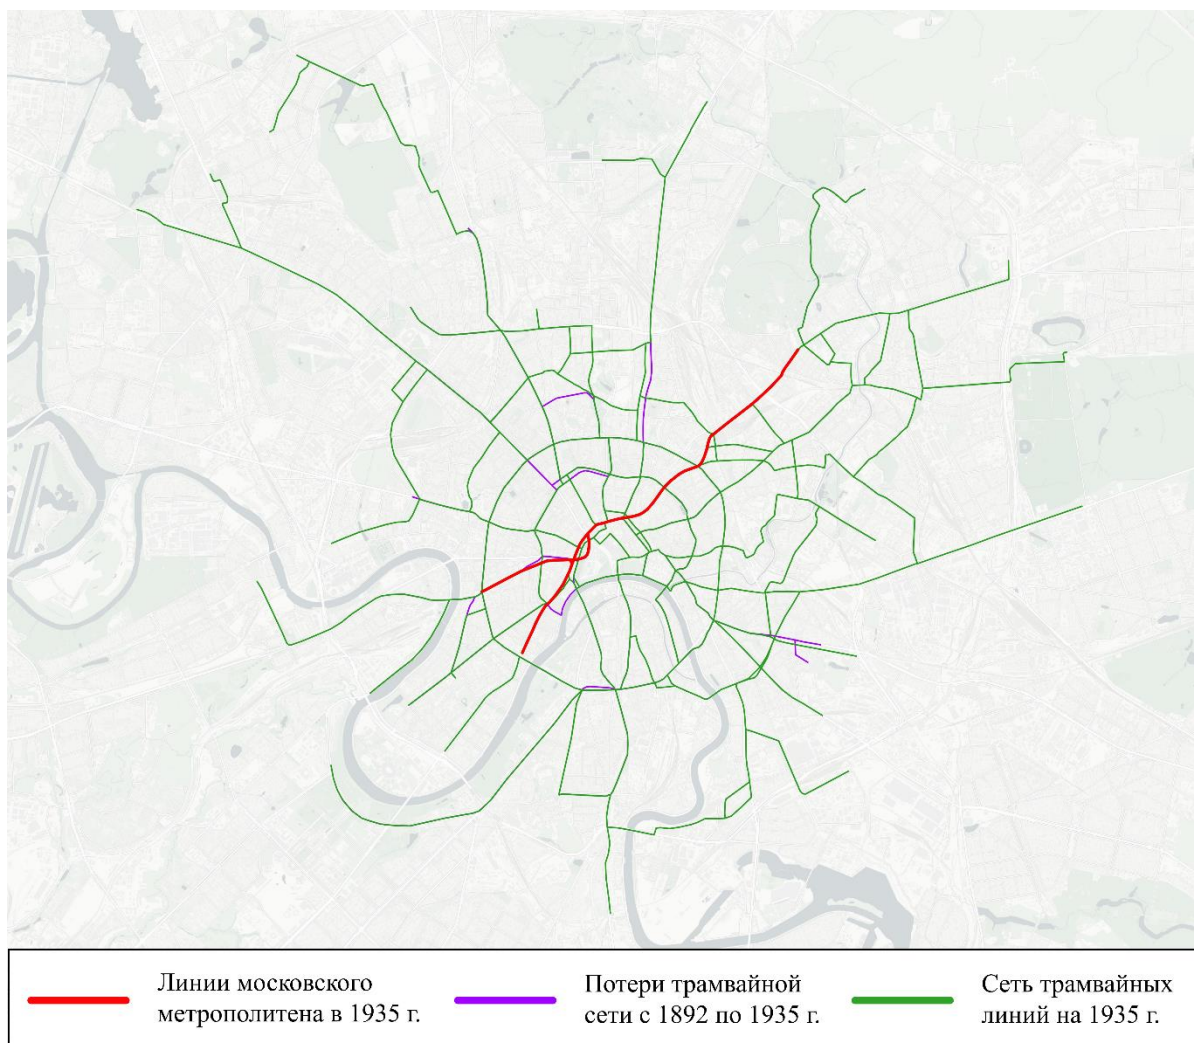 Линии московского
метрополитена в 1935 г.
Потери трамвайной
сети с 1892 по 1935 г.
Сеть трамвайных
линий на 1935 г.